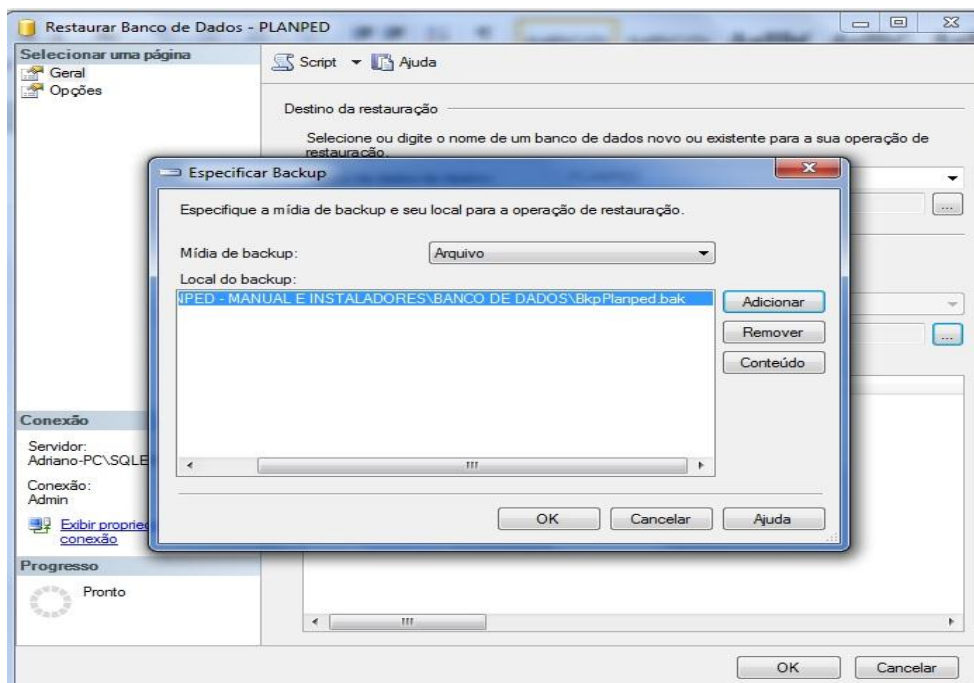 Restaurar Banco de Dados - PLANPED
Selecionar uma página
Geral
Opções
Script
Ajuda
Destino da restauração
Selecione ou digite o nome de um banco de dados novo ou existente para a sua operação de
restauração.
Especificar Backup
Especifique a mídia de backup e seu local para a operação de restauração.
Mídia de backup:
Arquivo
Local do backup:
NPED - MANUAL E INSTALADORES\BANCO DE DADOS\BkpPlanped.bak
Adicionar
Remover
Conteúdo
OK
Cancelar
Ajuda
Conexão
Servidor:
Adriano-PC\SQLE
Conexão:
Admin
Exibir propried
conexão
Progresso
Pronto
OK
Cancelar